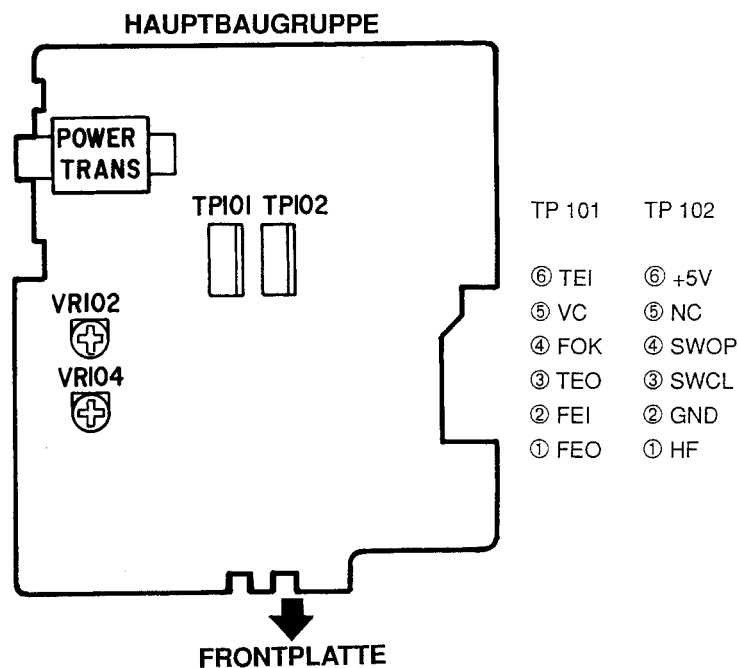 HAUPTBAUGRUPPE
POWER
TRANS
TP101 TP102
VR102
VR104
TP 101 TP 102
⑥ TEI ⑥ +5V
⑤ VC ⑤ NC
④ FOK ④ SWOP
③ TEO ③ SWCL
② FEI ② GND
① FEO ① HF
FRONTPLATTE